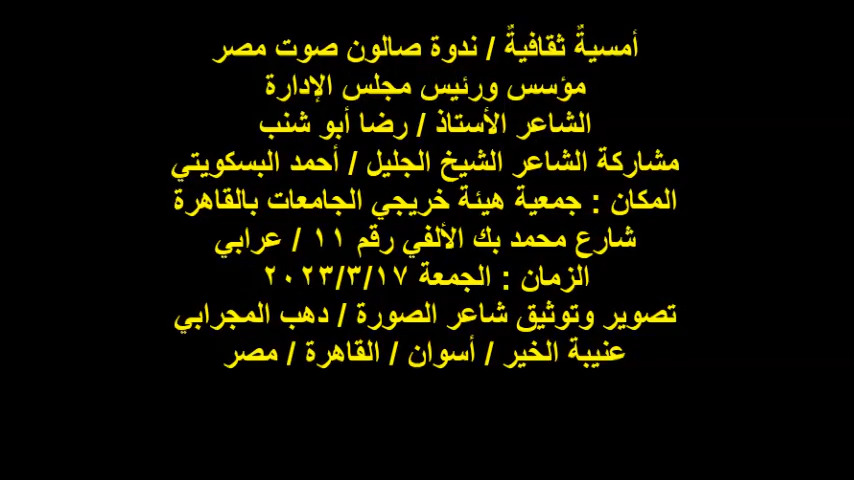 أمسيةٌ ثقافيةٌ / ندوة صالون صوت مصر
مؤسس ورئيس مجلس الإدارة
الشاعر الأستاذ / رضا أبو شنب
مشاركة الشاعر الشيخ الجليل / أحمد البسكويتي
المكان : جمعية هيئة خريجي الجامعات بالقاهرة
شارع محمد بك الألفي رقم ١١ / عرابي
الزمان : الجمعة ٢٠٢٣/٣/١٧
تصوير وتوثيق شاعر الصورة / دهب المجرابي
عنيبة الخير / أسوان / القاهرة / مصر